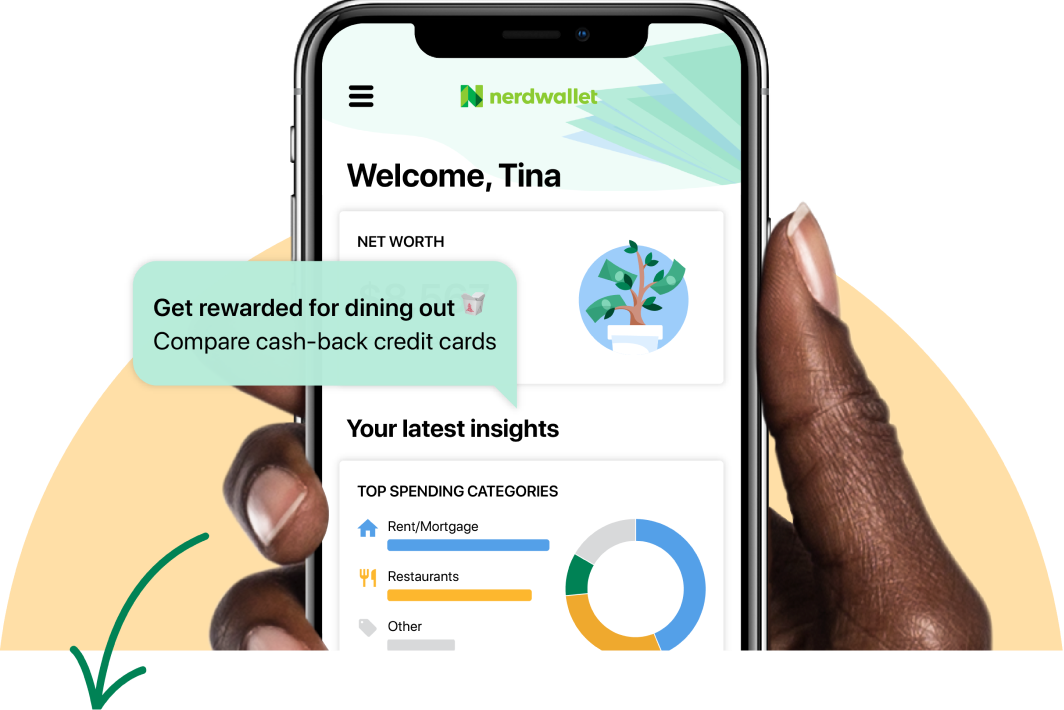 nerdwallet
Welcome, Tina
NET WORTH
Get rewarded for dining out
Compare cash-back credit cards
Your latest insights
TOP SPENDING CATEGORIES
Rent/Mortgage
Restaurants
Other